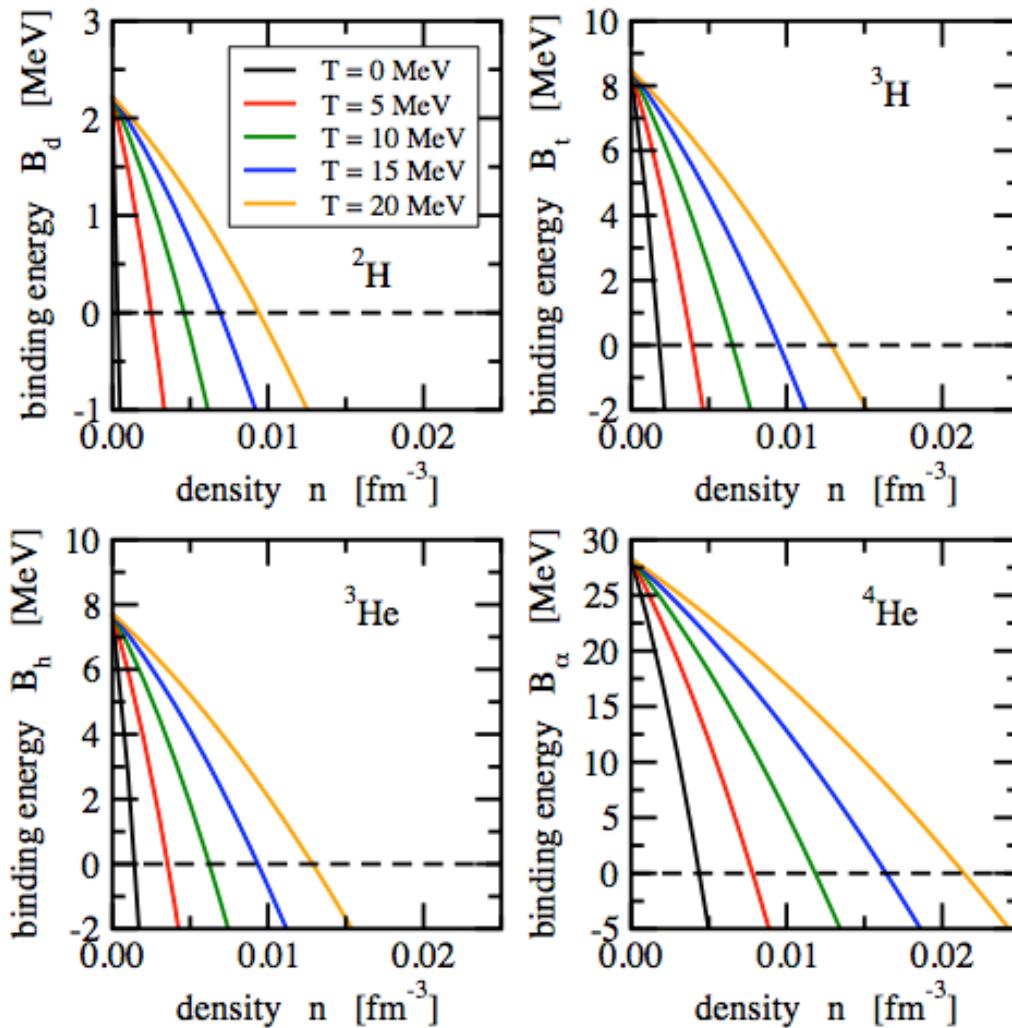 3
2
1
0
-1
binding energy B_d [MeV]
T = 0 MeV
T = 5 MeV
T = 10 MeV
T = 15 MeV
T = 20 MeV
²H
0.00
0.01
0.02
density n [fm⁻³]
10
8
6
4
2
0
-2
binding energy B_t [MeV]
³H
0.00
0.01
0.02
density n [fm⁻³]
10
8
6
4
2
0
-2
binding energy B_h [MeV]
³He
0.00
0.01
0.02
density n [fm⁻³]
30
25
20
15
10
5
0
-5
binding energy B_α [MeV]
⁴He
0.00
0.01
0.02
density n [fm⁻³]